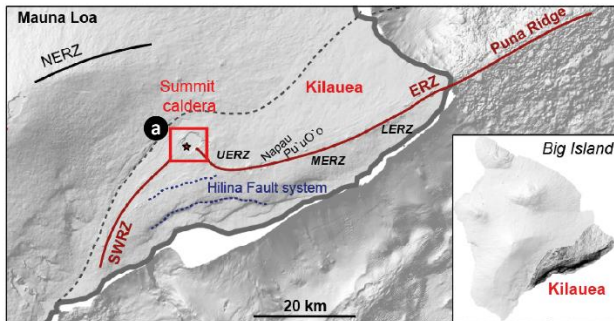 Mauna Loa
NERZ
Summit
caldera
Kilauea
Puna Ridge
ERZ
a
UERZ
Napau
Pu`uO`o
MERZ
LERZ
Hilina Fault system
SWRZ
20 km
Big Island
Kilauea